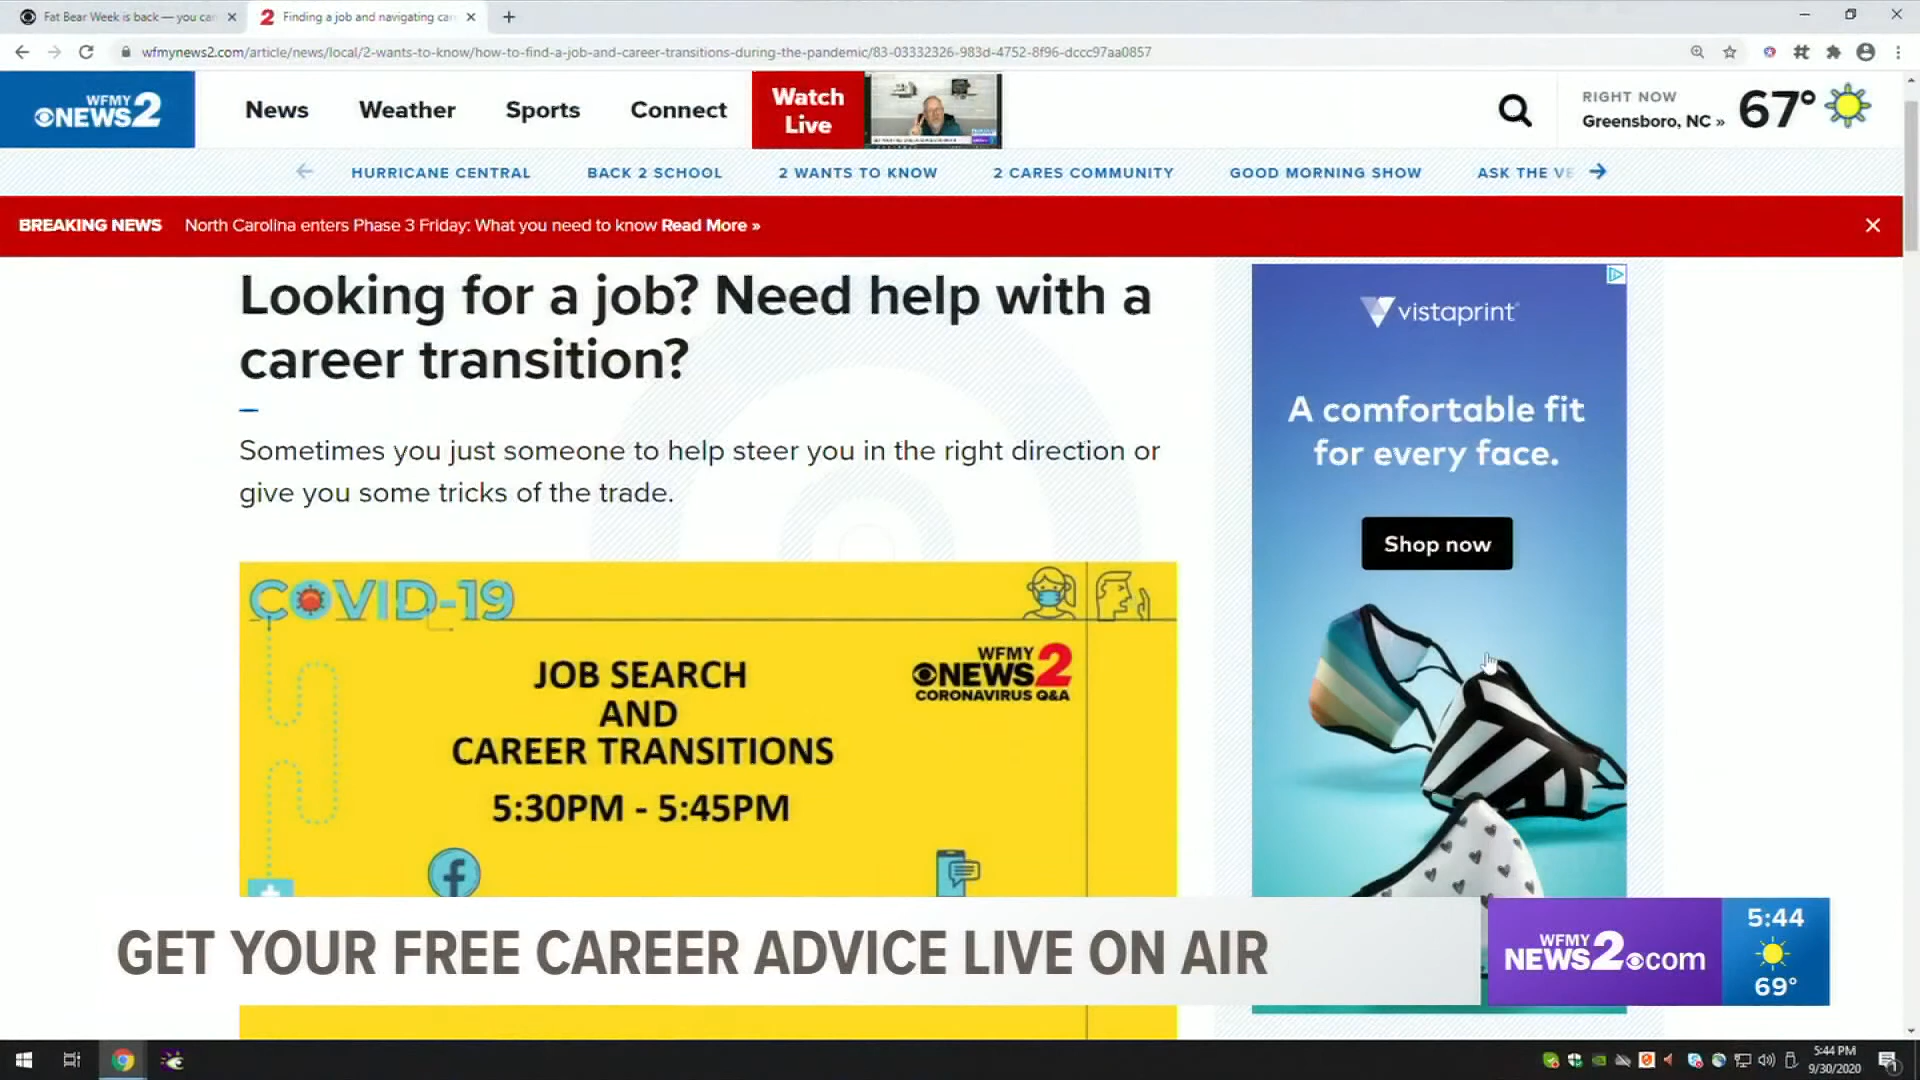 Fat Bear Week is back — you can
Finding a job and navigating car
wfmynews2.com/article/news/local/2-wants-to-know/how-to-find-a-job-and-career-transitions-during-the-pandemic/83-03332326-983d-4752-8f96-dccc97aa0857
WFMY
NEWS 2
News
Weather
Sports
Connect
Watch
Live
RIGHT NOW
Greensboro, NC »
67°
HURRICANE CENTRAL
BACK 2 SCHOOL
2 WANTS TO KNOW
2 CARES COMMUNITY
GOOD MORNING SHOW
ASK THE VE
BREAKING NEWS
North Carolina enters Phase 3 Friday: What you need to know Read More »
Looking for a job? Need help with a
career transition?
Sometimes you just someone to help steer you in the right direction or
give you some tricks of the trade.
vistaprint
A comfortable fit
for every face.
Shop now
COVID-19
JOB SEARCH
AND
CAREER TRANSITIONS
5:30PM - 5:45PM
WFMY
NEWS 2
CORONAVIRUS Q&A
GET YOUR FREE CAREER ADVICE LIVE ON AIR
WFMY
NEWS2.com
5:44
69°
5:44 PM
9/30/2020